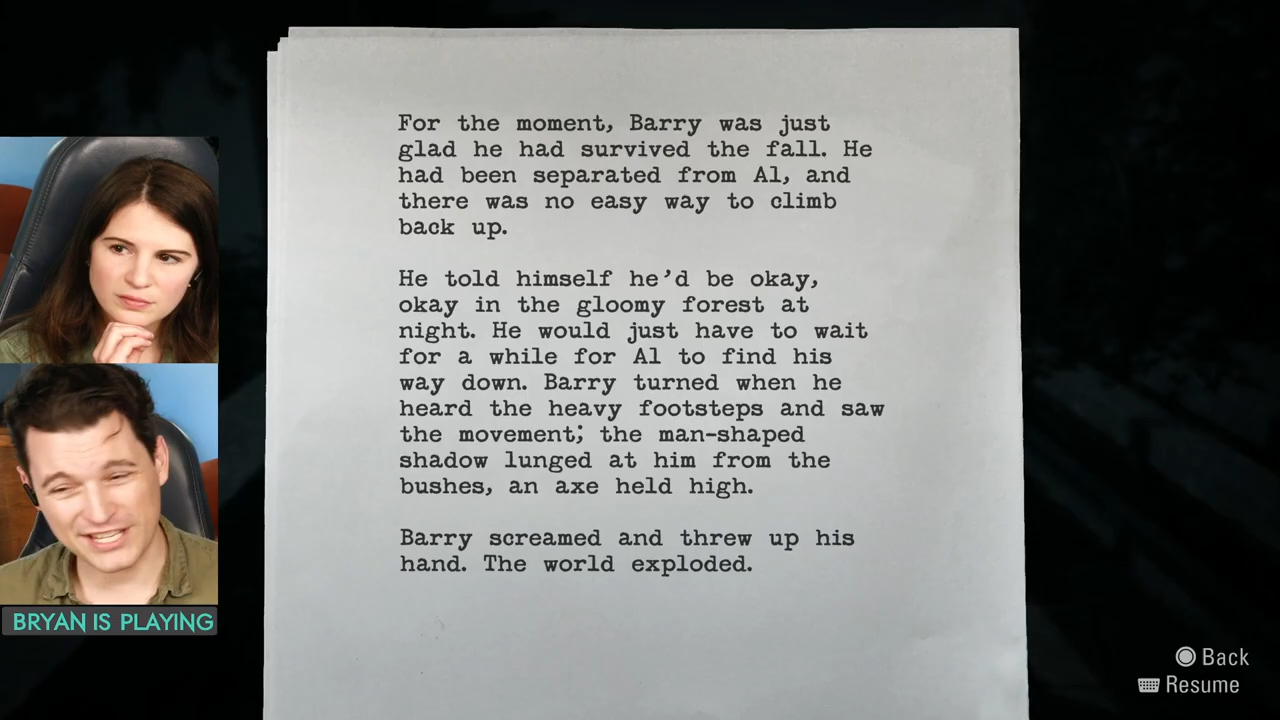 For the moment, Barry was just
glad he had survived the fall. He
had been separated from Al, and
there was no easy way to climb
back up.
He told himself he'd be okay,
okay in the gloomy forest at
night. He would just have to wait
for a while for Al to find his
way down. Barry turned when he
heard the heavy footsteps and saw
the movement; the man-shaped
shadow lunged at him from the
bushes, an axe held high.
Barry screamed and threw up his
hand. The world exploded.
BRYAN IS PLAYING
Back
Resume